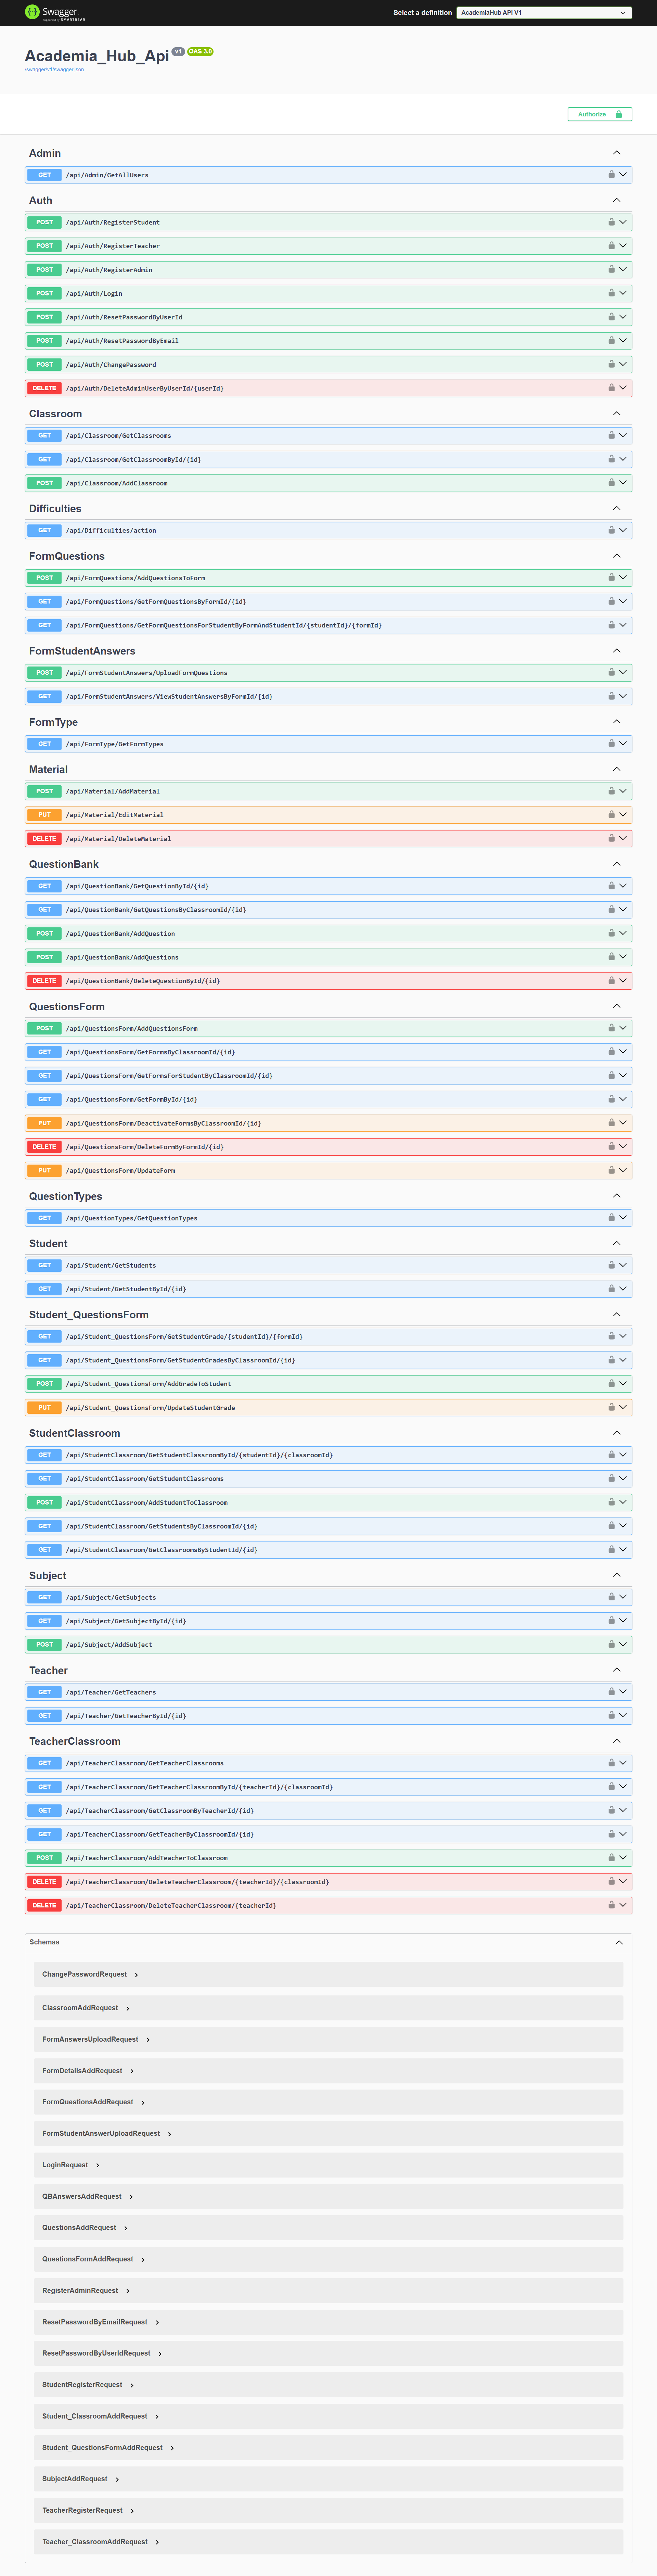 Swagger
Supported by SMARTBEAR
Select a definition
AcademiaHub API V1
Academia_Hub_Api v1 OAS 3.0
/swagger/v1/swagger.json
Authorize
Admin
GET /api/Admin/GetAllUsers
Auth
POST /api/Auth/RegisterStudent
POST /api/Auth/RegisterTeacher
POST /api/Auth/RegisterAdmin
POST /api/Auth/Login
POST /api/Auth/ResetPasswordByUserId
POST /api/Auth/ResetPasswordByEmail
POST /api/Auth/ChangePassword
DELETE /api/Auth/DeleteAdminUserByUserId/{userId}
Classroom
GET /api/Classroom/GetClassrooms
GET /api/Classroom/GetClassroomById/{id}
POST /api/Classroom/AddClassroom
Difficulties
GET /api/Difficulties/action
FormQuestions
POST /api/FormQuestions/AddQuestionsToForm
GET /api/FormQuestions/GetFormQuestionsByFormId/{id}
GET /api/FormQuestions/GetFormQuestionsForStudentByFormAndStudentId/{studentId}/{formId}
FormStudentAnswers
POST /api/FormStudentAnswers/UploadFormQuestions
GET /api/FormStudentAnswers/ViewStudentAnswersByFormId/{id}
FormType
GET /api/FormType/GetFormTypes
Material
POST /api/Material/AddMaterial
PUT /api/Material/EditMaterial
DELETE /api/Material/DeleteMaterial
QuestionBank
GET /api/QuestionBank/GetQuestionById/{id}
GET /api/QuestionBank/GetQuestionsByClassroomId/{id}
POST /api/QuestionBank/AddQuestion
POST /api/QuestionBank/AddQuestions
DELETE /api/QuestionBank/DeleteQuestionById/{id}
QuestionsForm
POST /api/QuestionsForm/AddQuestionsForm
GET /api/QuestionsForm/GetFormsByClassroomId/{id}
GET /api/QuestionsForm/GetFormsForStudentByClassroomId/{id}
GET /api/QuestionsForm/GetFormById/{id}
PUT /api/QuestionsForm/DeactivateFormsByClassroomId/{id}
DELETE /api/QuestionsForm/DeleteFormByFormId/{id}
PUT /api/QuestionsForm/UpdateForm
QuestionTypes
GET /api/QuestionTypes/GetQuestionTypes
Student
GET /api/Student/GetStudents
GET /api/Student/GetStudentById/{id}
Student_QuestionsForm
GET /api/Student_QuestionsForm/GetStudentGrade/{studentId}/{formId}
GET /api/Student_QuestionsForm/GetStudentGradesByClassroomId/{id}
POST /api/Student_QuestionsForm/AddGradeToStudent
PUT /api/Student_QuestionsForm/UpdateStudentGrade
StudentClassroom
GET /api/StudentClassroom/GetStudentClassroomById/{studentId}/{classroomId}
GET /api/StudentClassroom/GetStudentClassrooms
POST /api/StudentClassroom/AddStudentToClassroom
GET /api/StudentClassroom/GetStudentsByClassroomId/{id}
GET /api/StudentClassroom/GetClassroomsByStudentId/{id}
Subject
GET /api/Subject/GetSubjects
GET /api/Subject/GetSubjectById/{id}
POST /api/Subject/AddSubject
Teacher
GET /api/Teacher/GetTeachers
GET /api/Teacher/GetTeacherById/{id}
TeacherClassroom
GET /api/TeacherClassroom/GetTeacherClassrooms
GET /api/TeacherClassroom/GetTeacherClassroomById/{teacherId}/{classroomId}
GET /api/TeacherClassroom/GetClassroomByTeacherId/{id}
GET /api/TeacherClassroom/GetTeacherByClassroomId/{id}
POST /api/TeacherClassroom/AddTeacherToClassroom
DELETE /api/TeacherClassroom/DeleteTeacherClassroom/{teacherId}/{classroomId}
DELETE /api/TeacherClassroom/DeleteTeacherClassroom/{teacherId}
Schemas
ChangePasswordRequest
ClassroomAddRequest
FormAnswersUploadRequest
FormDetailsAddRequest
FormQuestionsAddRequest
FormStudentAnswerUploadRequest
LoginRequest
QBAnswersAddRequest
QuestionsAddRequest
QuestionsFormAddRequest
RegisterAdminRequest
ResetPasswordByEmailRequest
ResetPasswordByUserIdRequest
StudentRegisterRequest
Student_ClassroomAddRequest
Student_QuestionsFormAddRequest
SubjectAddRequest
TeacherRegisterRequest
Teacher_ClassroomAddRequest